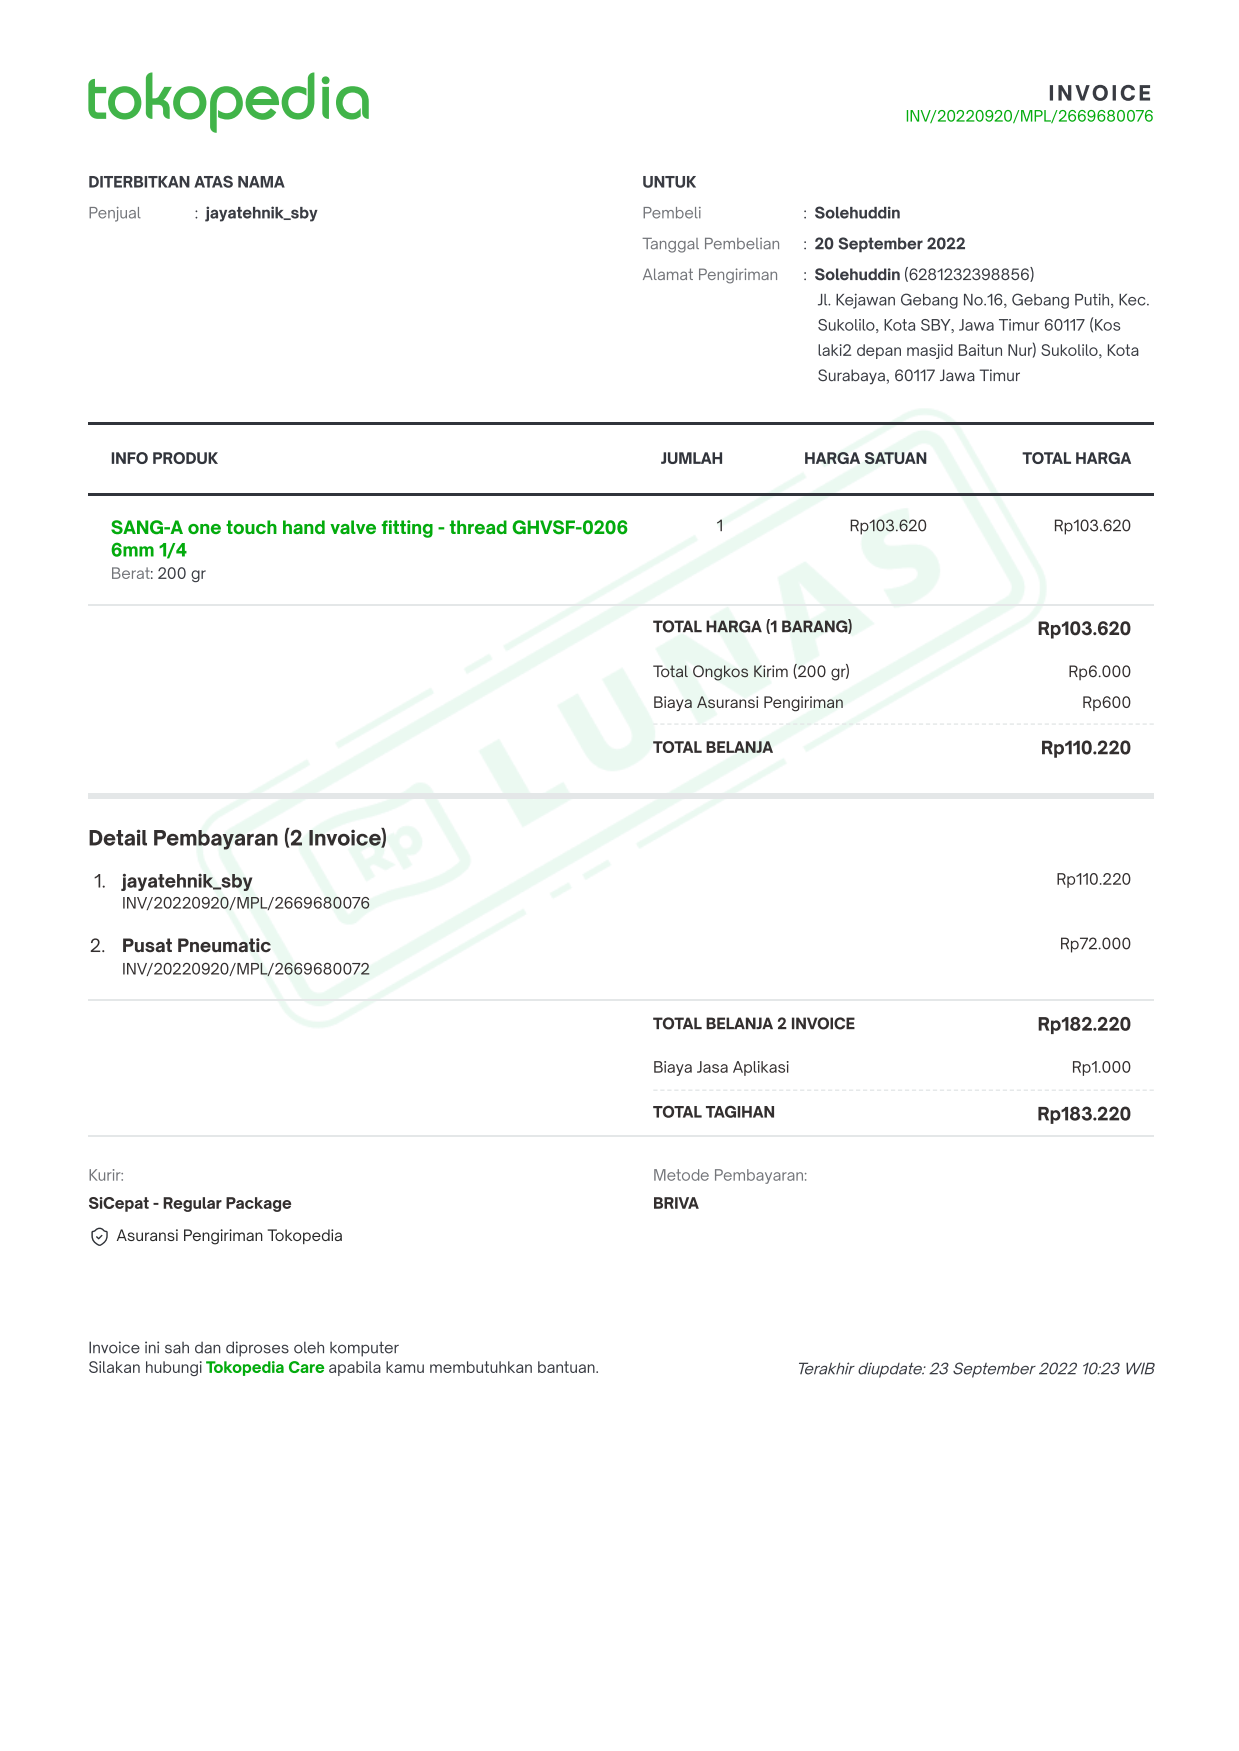 tokopedia
INVOICE
INV/20220920/MPL/2669680076
DITERBITKAN ATAS NAMA
Penjual : jayatehnik_sby
UNTUK
Pembeli : Solehuddin
Tanggal Pembelian : 20 September 2022
Alamat Pengiriman : Solehuddin (6281232398856)
Jl. Kejawan Gebang No.16, Gebang Putih, Kec.
Sukolilo, Kota SBY, Jawa Timur 60117 (Kos
laki2 depan masjid Baitun Nur) Sukolilo, Kota
Surabaya, 60117 Jawa Timur
INFO PRODUK JUMLAH HARGA SATUAN TOTAL HARGA
SANG-A one touch hand valve fitting - thread GHVSF-0206 1 Rp103.620 Rp103.620
6mm 1/4
Berat: 200 gr
TOTAL HARGA (1 BARANG) Rp103.620
Total Ongkos Kirim (200 gr) Rp6.000
Biaya Asuransi Pengiriman Rp600
TOTAL BELANJA Rp110.220
Rp LUNAS
Detail Pembayaran (2 Invoice)
1. jayatehnik_sby Rp110.220
INV/20220920/MPL/2669680076
2. Pusat Pneumatic Rp72.000
INV/20220920/MPL/2669680072
TOTAL BELANJA 2 INVOICE Rp182.220
Biaya Jasa Aplikasi Rp1.000
TOTAL TAGIHAN Rp183.220
Kurir:
SiCepat - Regular Package
Asuransi Pengiriman Tokopedia
Metode Pembayaran:
BRIVA
Invoice ini sah dan diproses oleh komputer
Silakan hubungi Tokopedia Care apabila kamu membutuhkan bantuan.
Terakhir diupdate: 23 September 2022 10:23 WIB